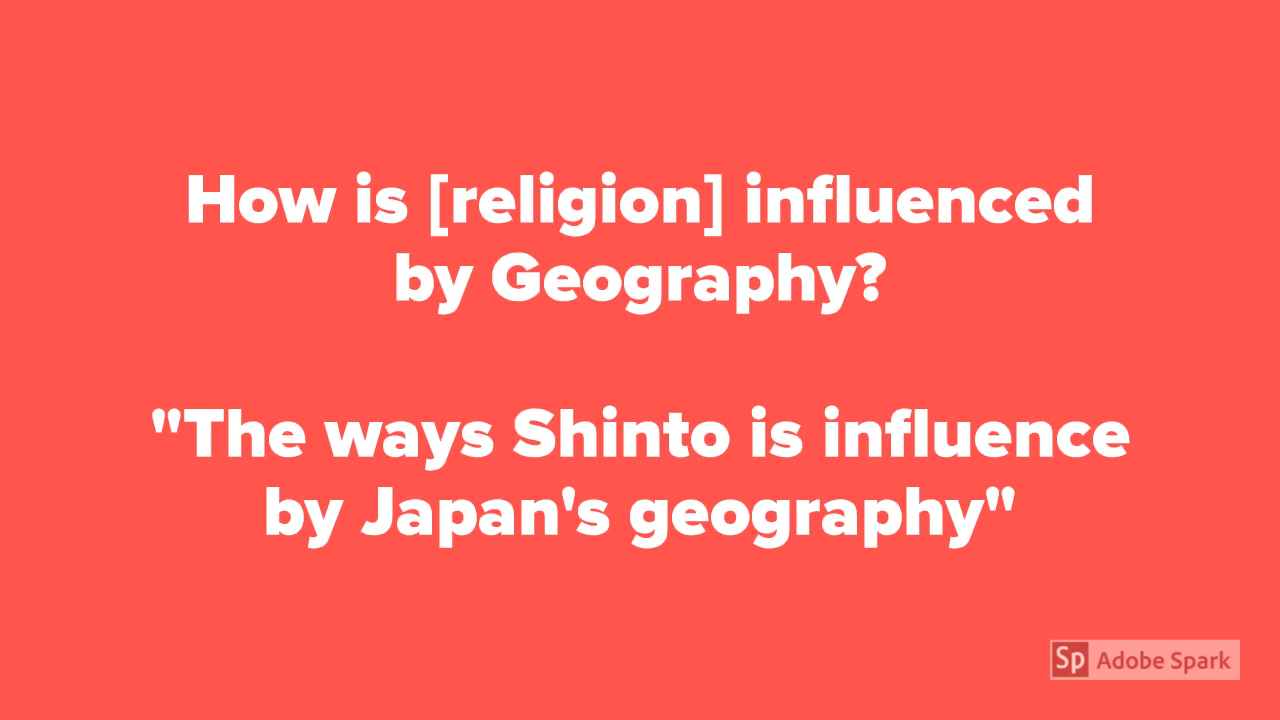 How is [religion] influenced
by Geography?
"The ways Shinto is influence
by Japan's geography"
Sp Adobe Spark